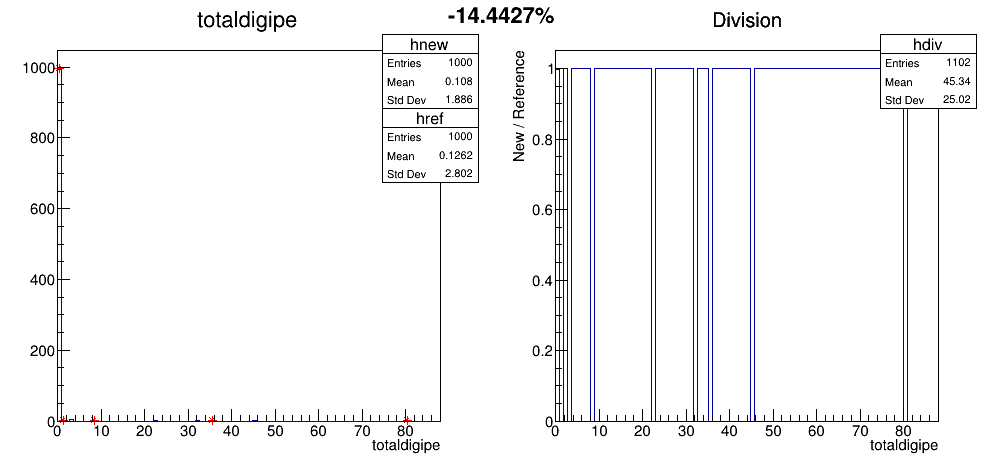 -14.4427%
totaldigipe
hnew
Entries 1000
Mean 0.108
Std Dev 1.886
href
Entries 1000
Mean 0.1262
Std Dev 2.802
1000
800
600
400
200
0
0 10 20 30 40 50 60 70 80
totaldigipe
Division
hdiv
Entries 1102
Mean 45.34
Std Dev 25.02
New / Reference
1
0.8
0.6
0.4
0.2
0
0 10 20 30 40 50 60 70 80
totaldigipe